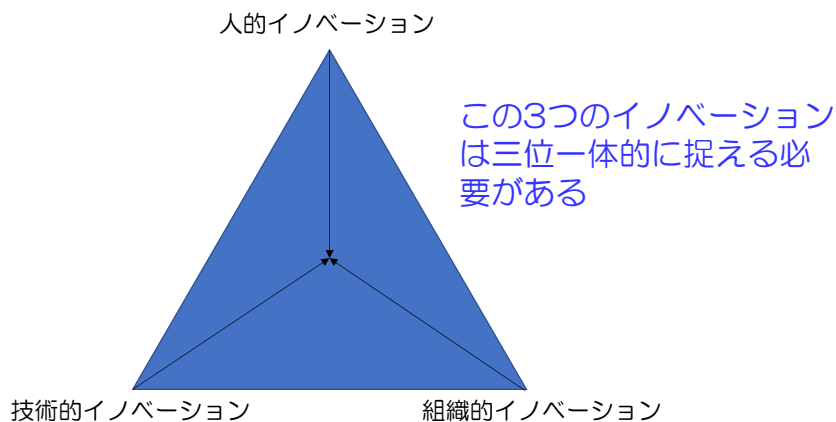 人的イノベーション
この3つのイノベーション
は三位一体的に捉える必
要がある
技術的イノベーション
組織的イノベーション